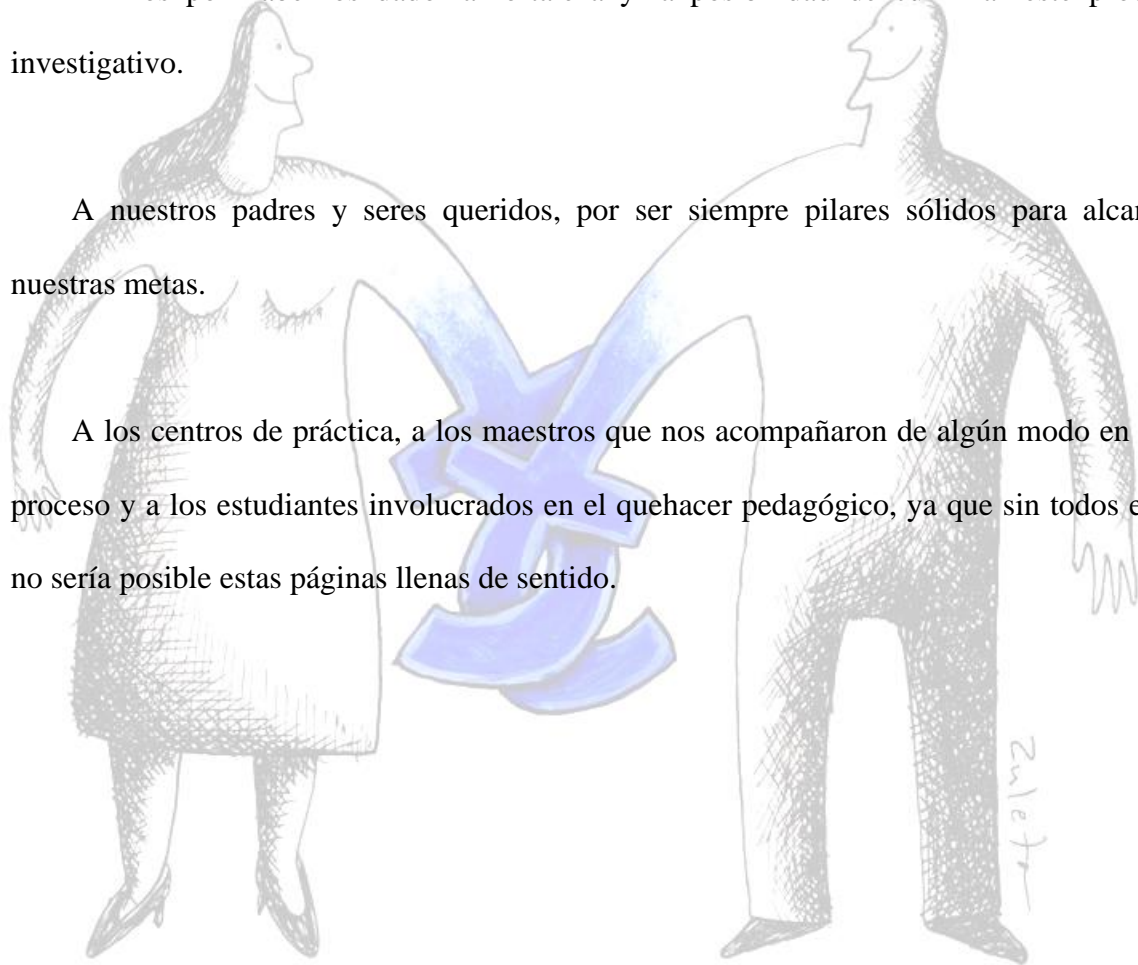 investigativo.
A nuestros padres y seres queridos, por ser siempre pilares sólidos para
nuestras metas.
A los centros de práctica, a los maestros que nos acompañaron de algún modo en
proceso y a los estudiantes involucrados en el quehacer pedagógico, ya que sin todos
no sería posible estas páginas llenas de sentido.
Zuleta